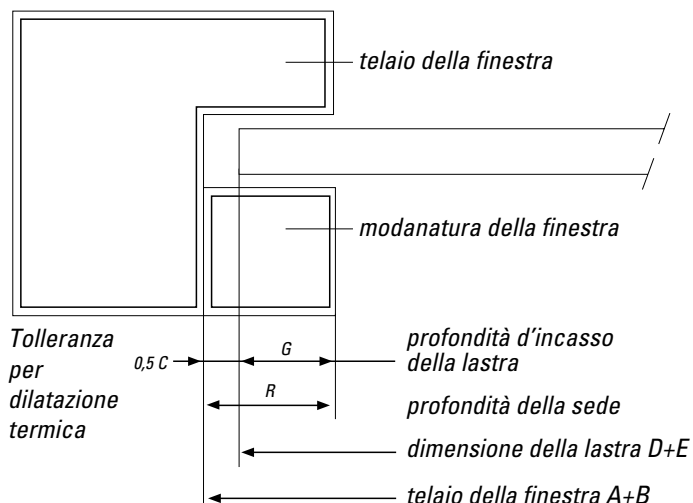 telaio della finestra
modanatura della finestra
Tolleranza
per
dilatazione
termica
0,5 C
G
profondità d'incasso
della lastra
R
profondità della sede
dimensione della lastra D+E
telaio della finestra A+B